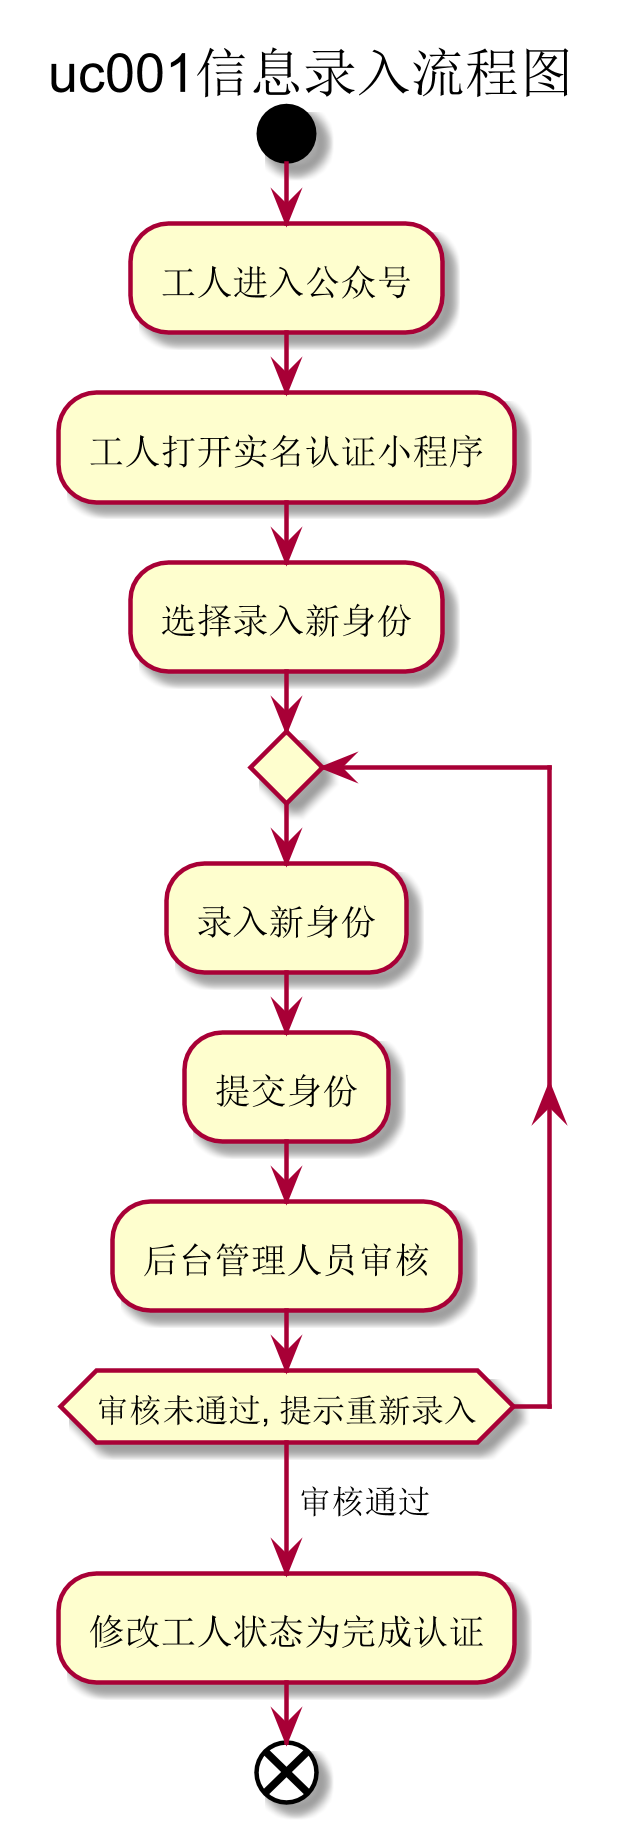 uc001信息录入流程图
工人进入公众号
工人打开实名认证小程序
选择录入新身份
录入新身份
提交身份
后台管理人员审核
审核未通过, 提示重新录入
审核通过
修改工人状态为完成认证